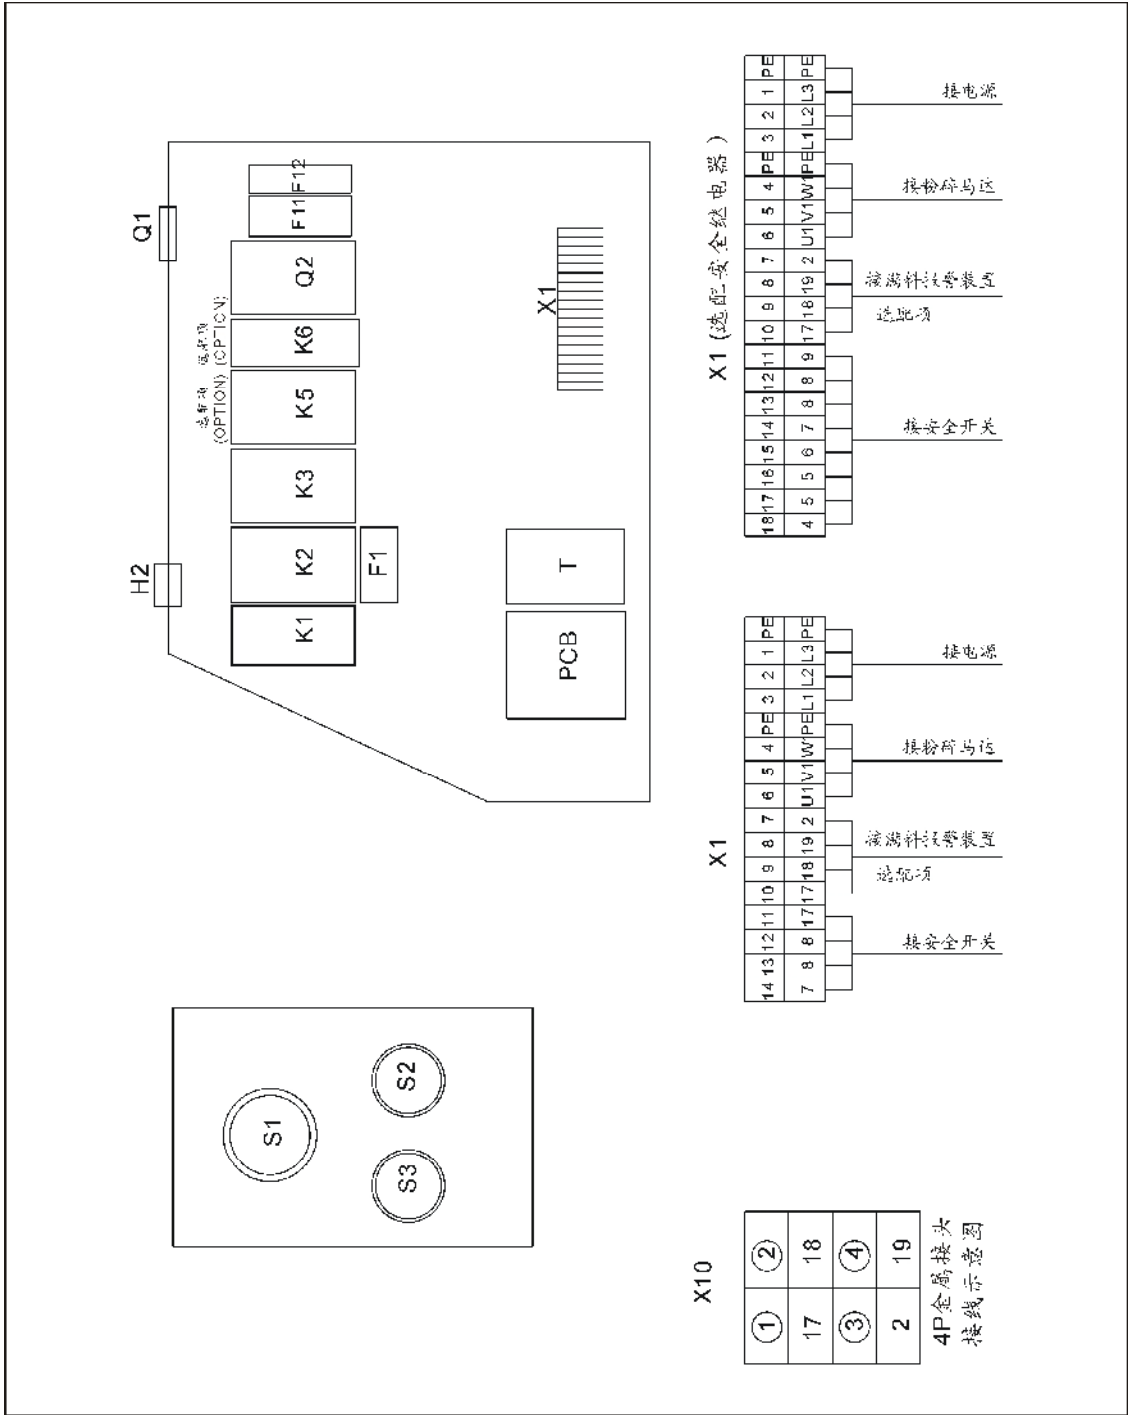 H2
Q1
选配项 选配项
(OPTION) (OPTION)
K1 K2 K3 K5 K6 Q2 F11 F12
F1
S1
S3 S2
PCB T X1
X10
① ②
17 18
③ ④
2 19
4P金属接头
接线示意图
X1
14 13 12 11 10 9 8 7 6 5 4 PE 3 2 1 PE
7 8 8 17 17 18 19 2 U1 V1 W1 PE L1 L2 L3 PE
接安全开关
接满料报警装置
选配项
接粉碎马达
接电源
X1 (选配安全继电器)
18 17 16 15 14 13 12 11 10 9 8 7 6 5 4 PE 3 2 1 PE
4 5 5 6 7 8 8 9 17 18 19 2 U1 V1 W1 PE L1 L2 L3 PE
接安全开关
接满料报警装置
选配项
接粉碎马达
接电源